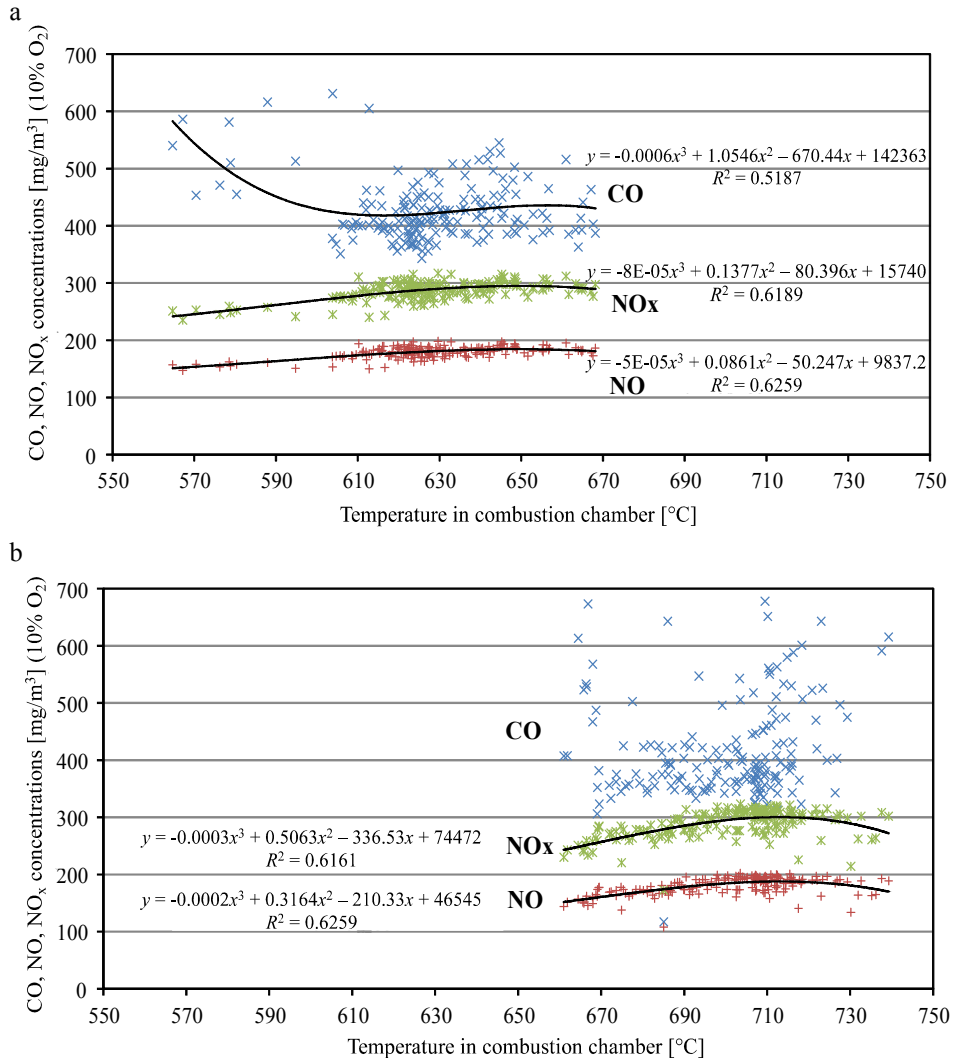 a
CO, NO, NOₓ concentrations [mg/m³] (10% O₂)
700
600
500
400
300
200
100
0
y = -0.0006x³ + 1.0546x² − 670.44x + 142363
R² = 0.5187
CO
y = -8E-05x³ + 0.1377x² − 80.396x + 15740
R² = 0.6189
NOx
y = -5E-05x³ + 0.0861x² − 50.247x + 9837.2
R² = 0.6259
NO
550 570 590 610 630 650 670 690 710 730 750
Temperature in combustion chamber [°C]
b
CO, NO, NOₓ concentrations [mg/m³] (10% O₂)
700
600
500
400
300
200
100
0
CO
y = -0.0003x³ + 0.5063x² − 336.53x + 74472
R² = 0.6161
NOx
y = -0.0002x³ + 0.3164x² − 210.33x + 46545
R² = 0.6259
NO
550 570 590 610 630 650 670 690 710 730 750
Temperature in combustion chamber [°C]